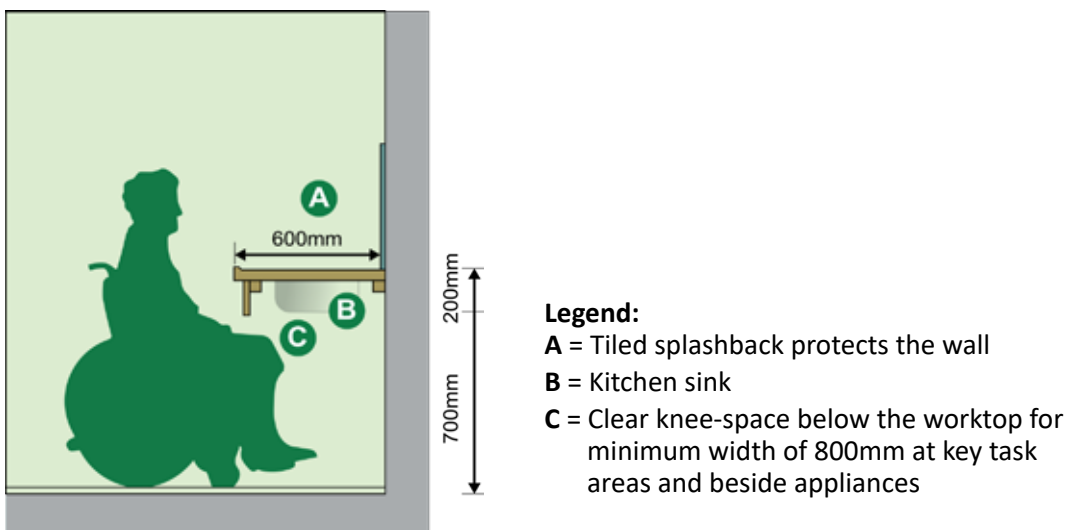 A
600mm
B
C
200mm
700mm
Legend:
A = Tiled splashback protects the wall
B = Kitchen sink
C = Clear knee-space below the worktop for
minimum width of 800mm at key task
areas and beside appliances